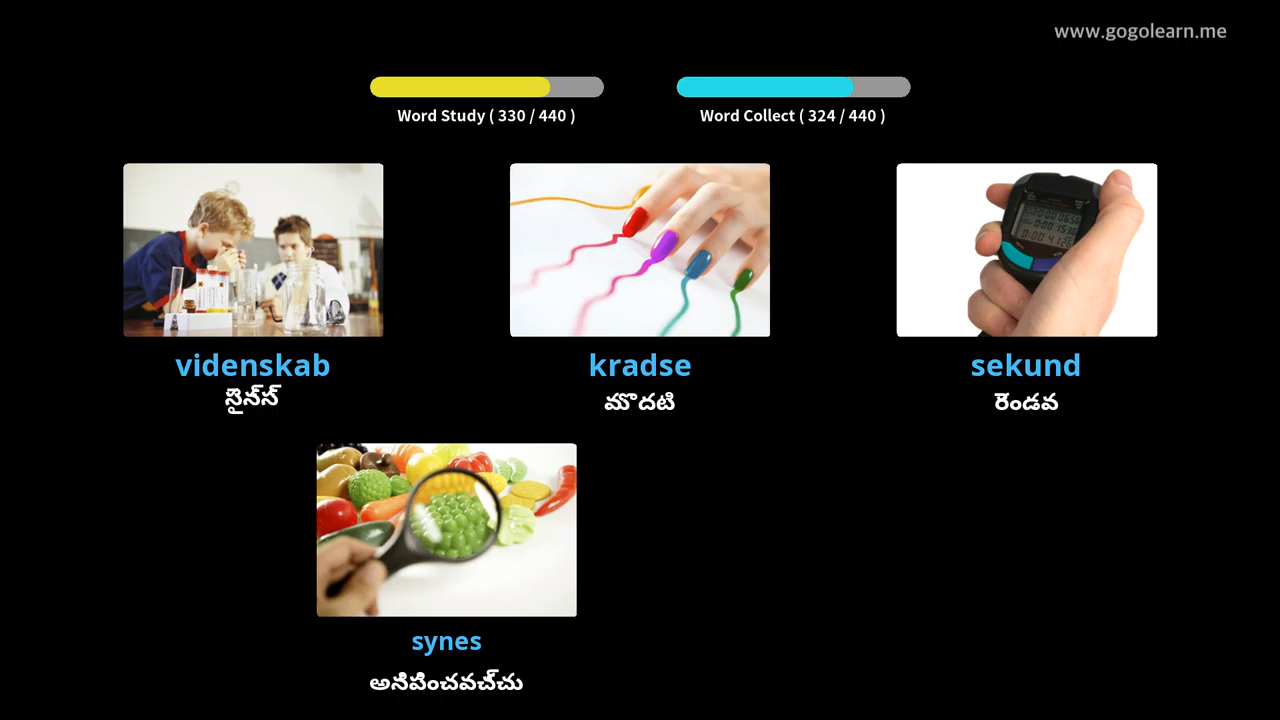 www.gogolearn.me
Word Study ( 330 / 440 )
Word Collect ( 324 / 440 )
videnskab
kradse
sekund
సైన్స్
మొదటి
రెండవ
synes
అనిపించవచ్చు